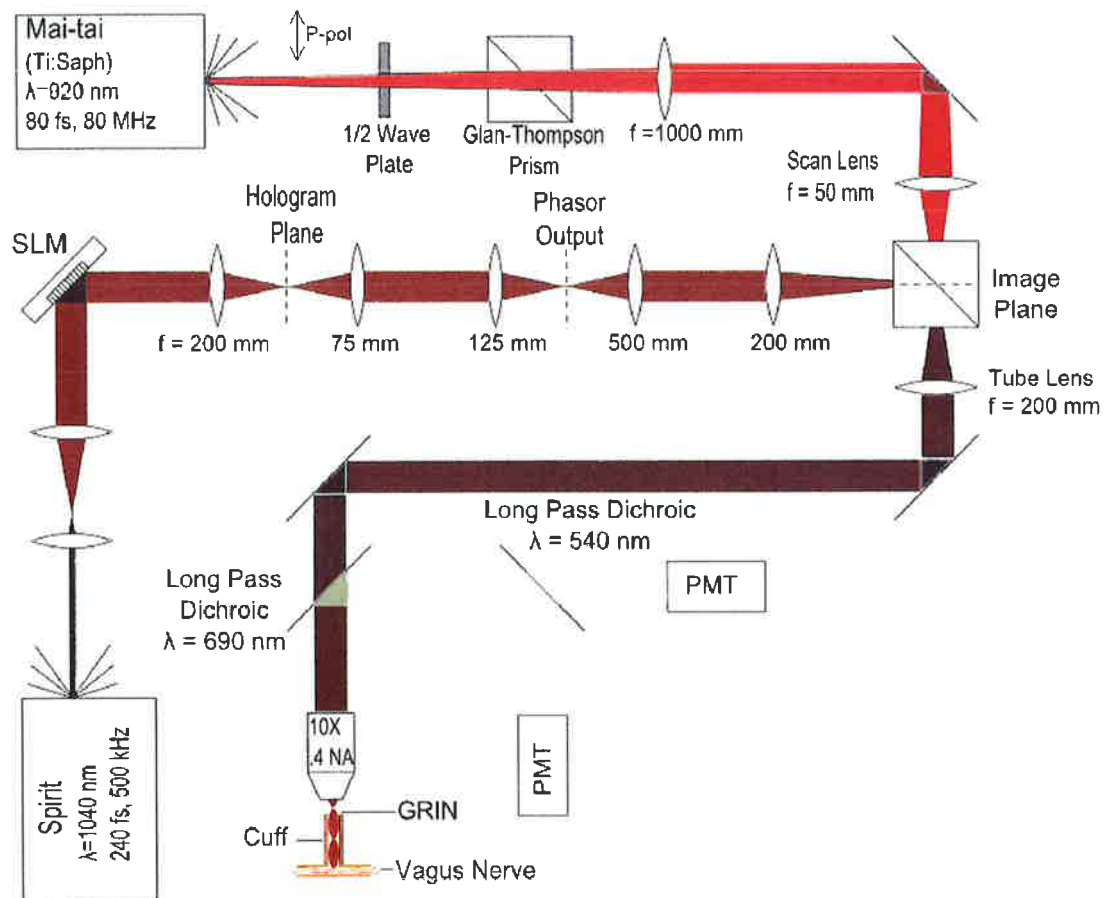 Mai-tai
(Ti:Saph)
λ=920 nm
80 fs, 80 MHz
P-pol
1/2 Wave
Plate
Glan-Thompson
Prism
f =1000 mm
Scan Lens
f = 50 mm
Hologram
Plane
Phasor
Output
SLM
Image
Plane
f = 200 mm
75 mm
125 mm
500 mm
200 mm
Tube Lens
f = 200 mm
Long Pass Dichroic
λ = 540 nm
Long Pass
Dichroic
λ = 690 nm
PMT
10X
.4 NA
PMT
Spirit
λ=1040 nm
240 fs, 500 kHz
GRIN
Cuff
Vagus Nerve